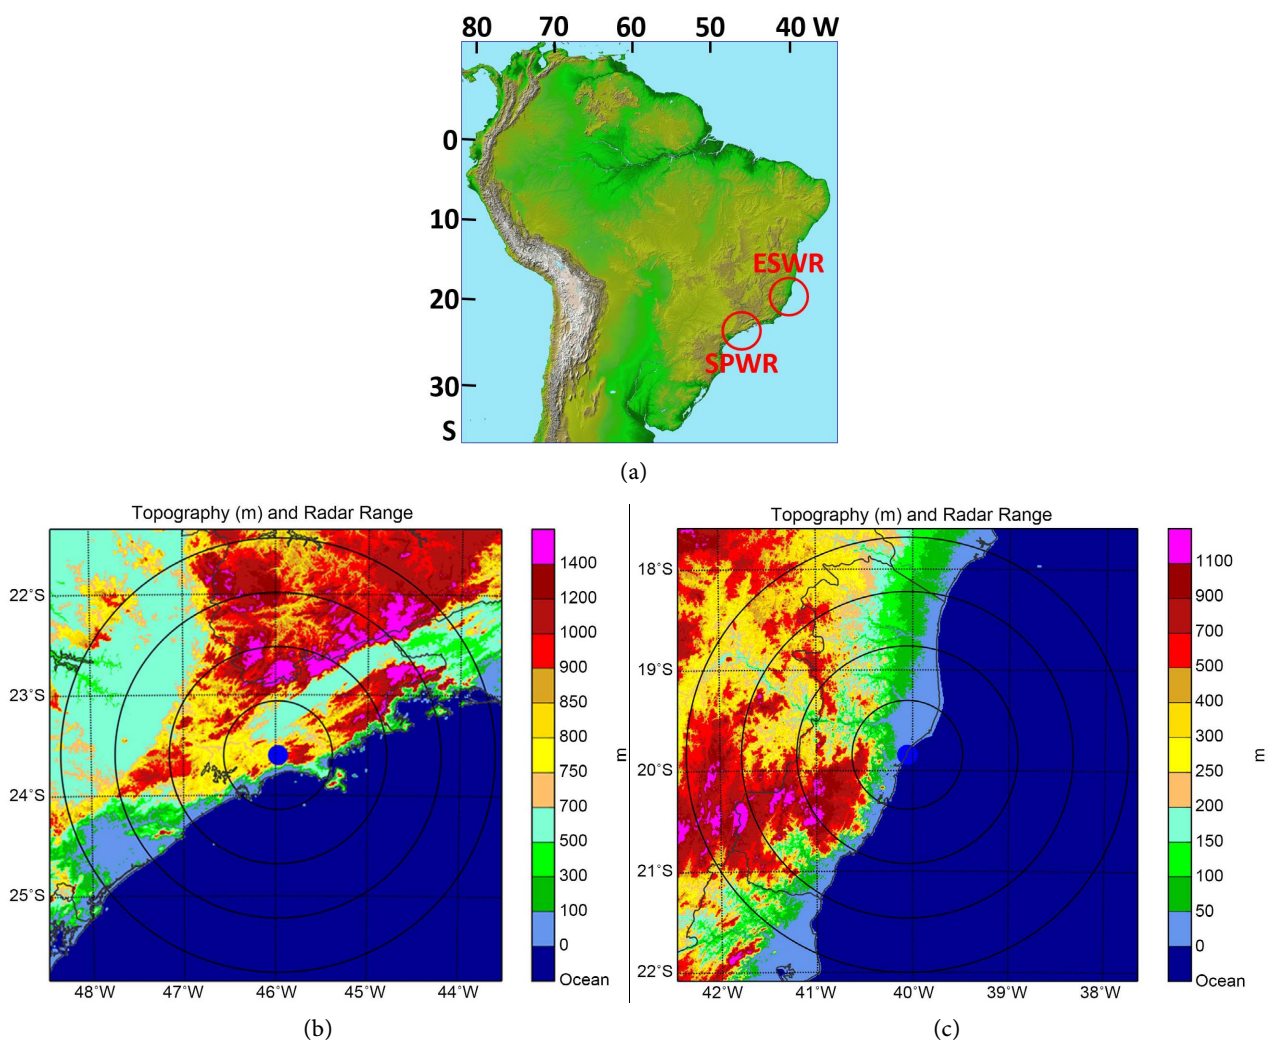 80 70 60 50 40 W
0
10
20
30
S
ESWR
SPWR
(a)
Topography (m) and Radar Range
22°S
23°S
24°S
25°S
48°W 47°W 46°W 45°W 44°W
1400
1200
1000
900
850
800
750
700
500
300
100
0
Ocean
m
(b)
Topography (m) and Radar Range
18°S
19°S
20°S
21°S
22°S
42°W 41°W 40°W 39°W 38°W
1100
900
700
500
400
300
250
200
150
100
50
0
Ocean
m
(c)